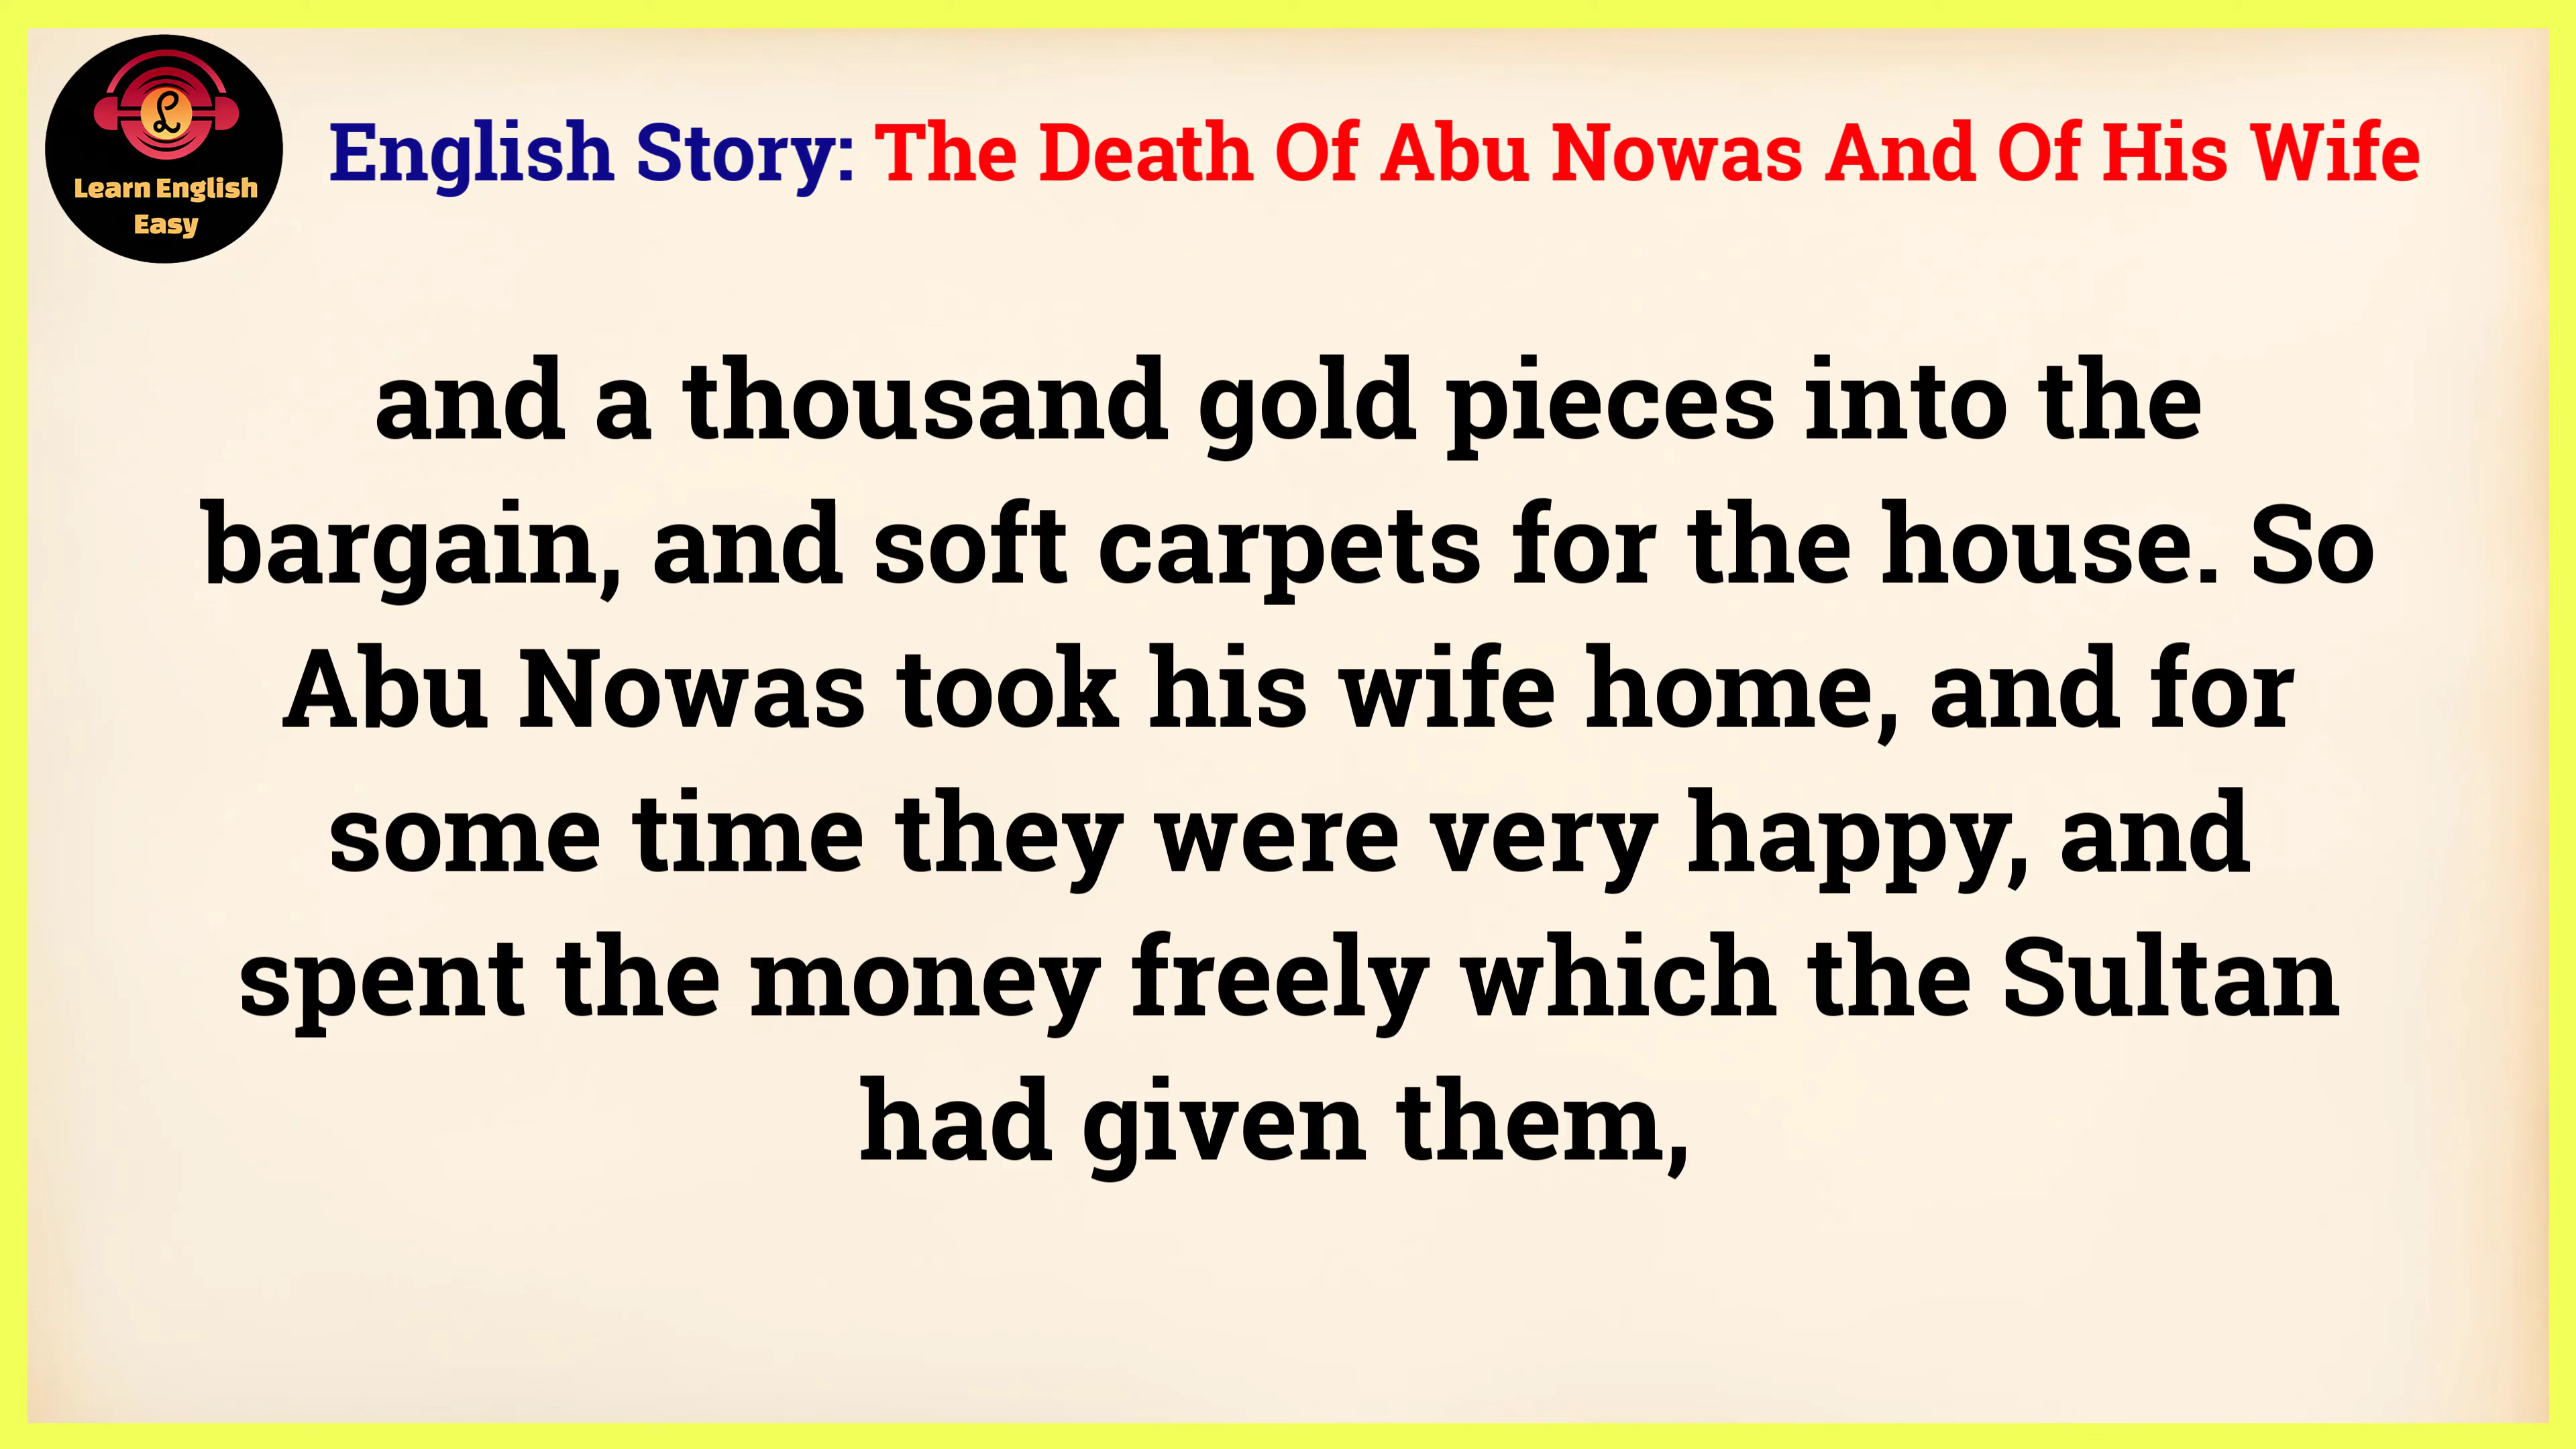 Learn English
Easy
English Story: The Death Of Abu Nowas And Of His Wife
and a thousand gold pieces into the
bargain, and soft carpets for the house. So
Abu Nowas took his wife home, and for
some time they were very happy, and
spent the money freely which the Sultan
had given them,